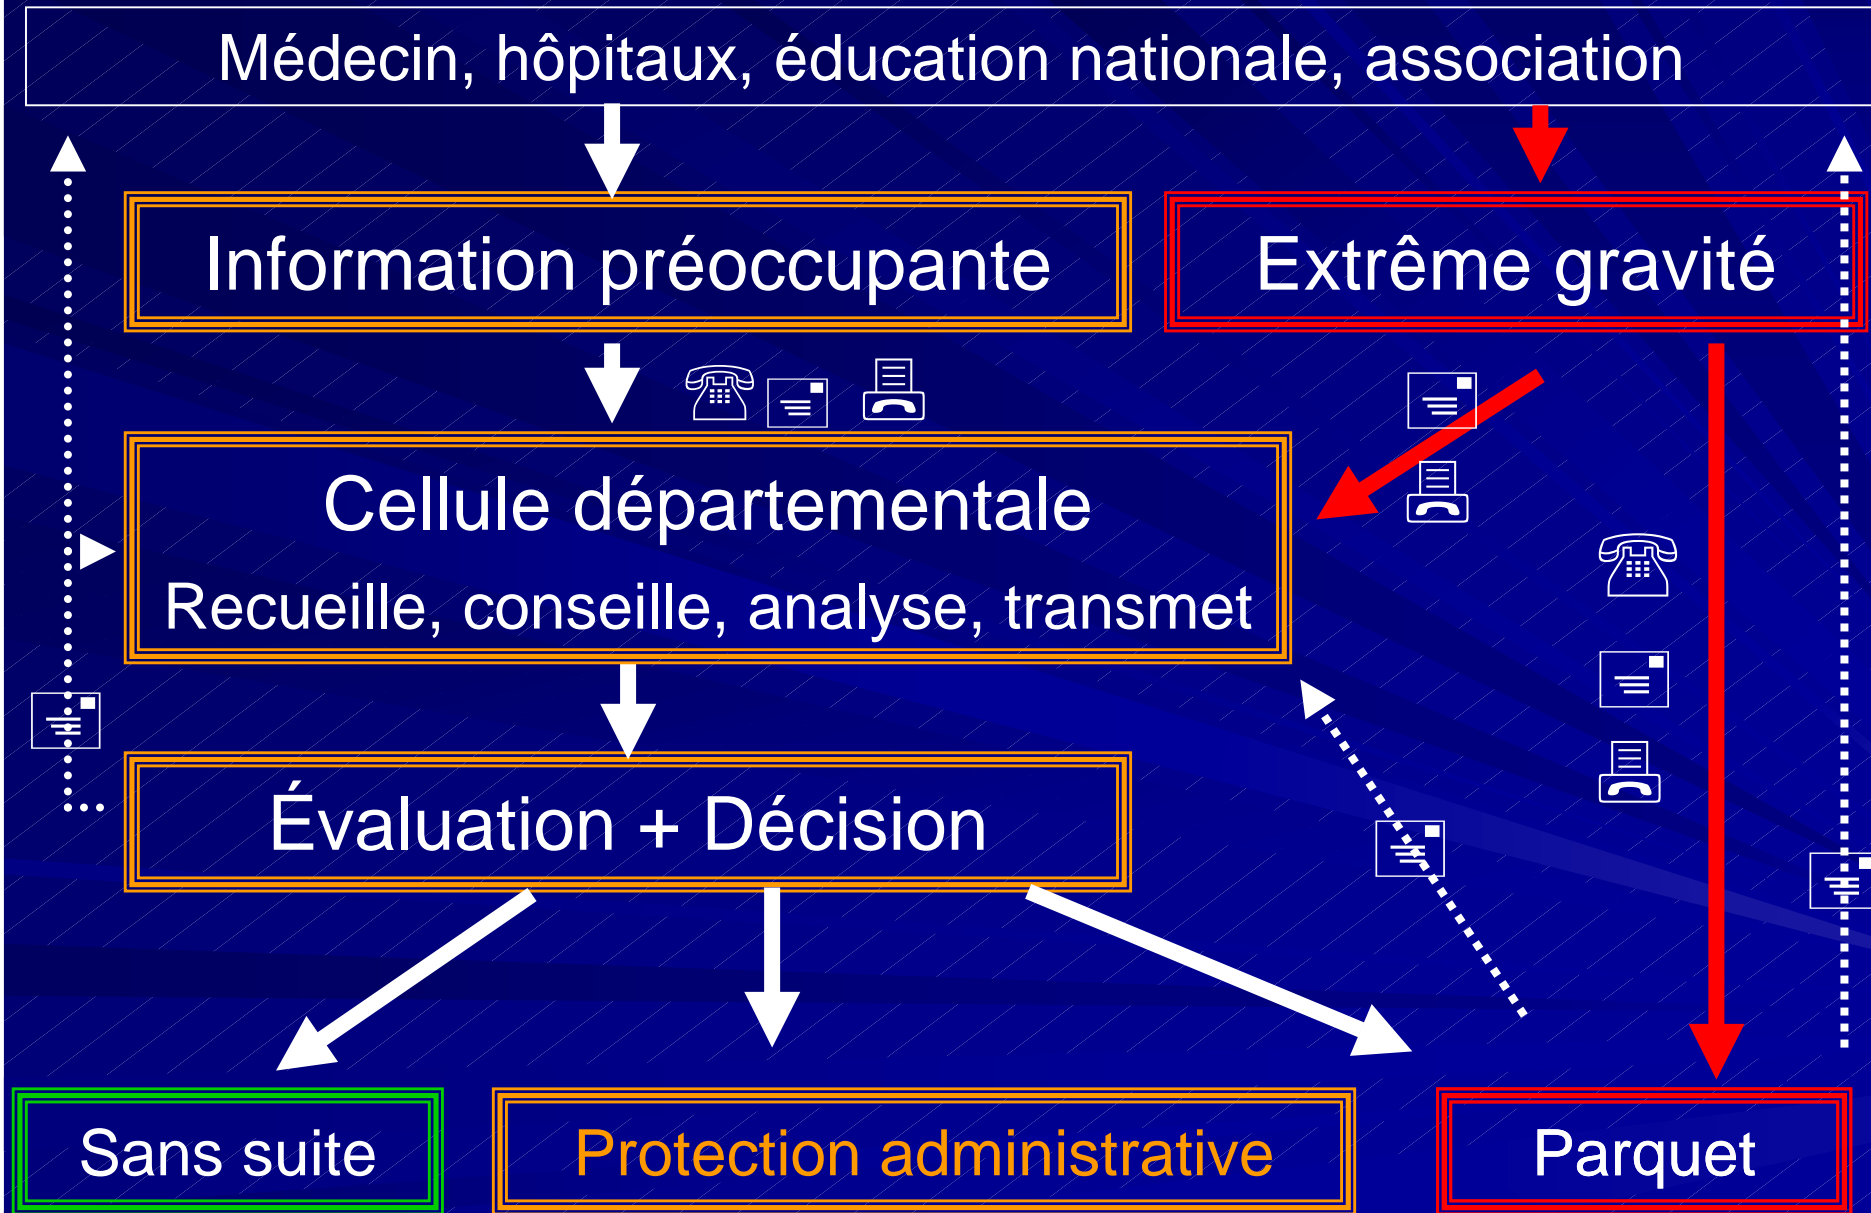 Médecin, hôpitaux, éducation nationale, association
Information préoccupante
Extrême gravité
Cellule départementale
Recueille, conseille, analyse, transmet
Évaluation + Décision
Sans suite
Protection administrative
Parquet